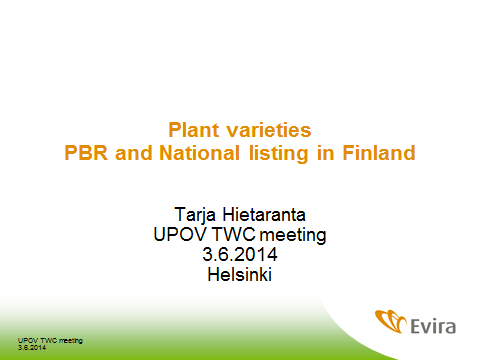 Plant varieties
PBR and National listing in Finland
Tarja Hietaranta
UPOV TWC meeting
3.6.2014
Helsinki
Evira
UPOV TWC meeting
3.6.2014